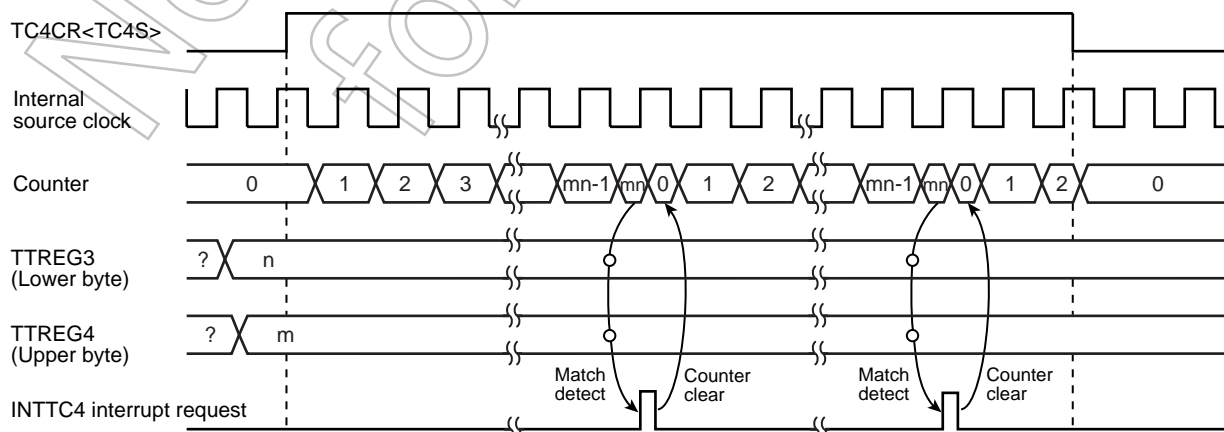 TC4CR<TC4S>
Internal
source clock
Counter
0 1 2 3 mn-1 mn 0 1 2 mn-1 mn 0 1 2 0
TTREG3
(Lower byte)
? n
TTREG4
(Upper byte)
? m
Match
detect
Counter
clear
Match
detect
Counter
clear
INTTC4 interrupt request